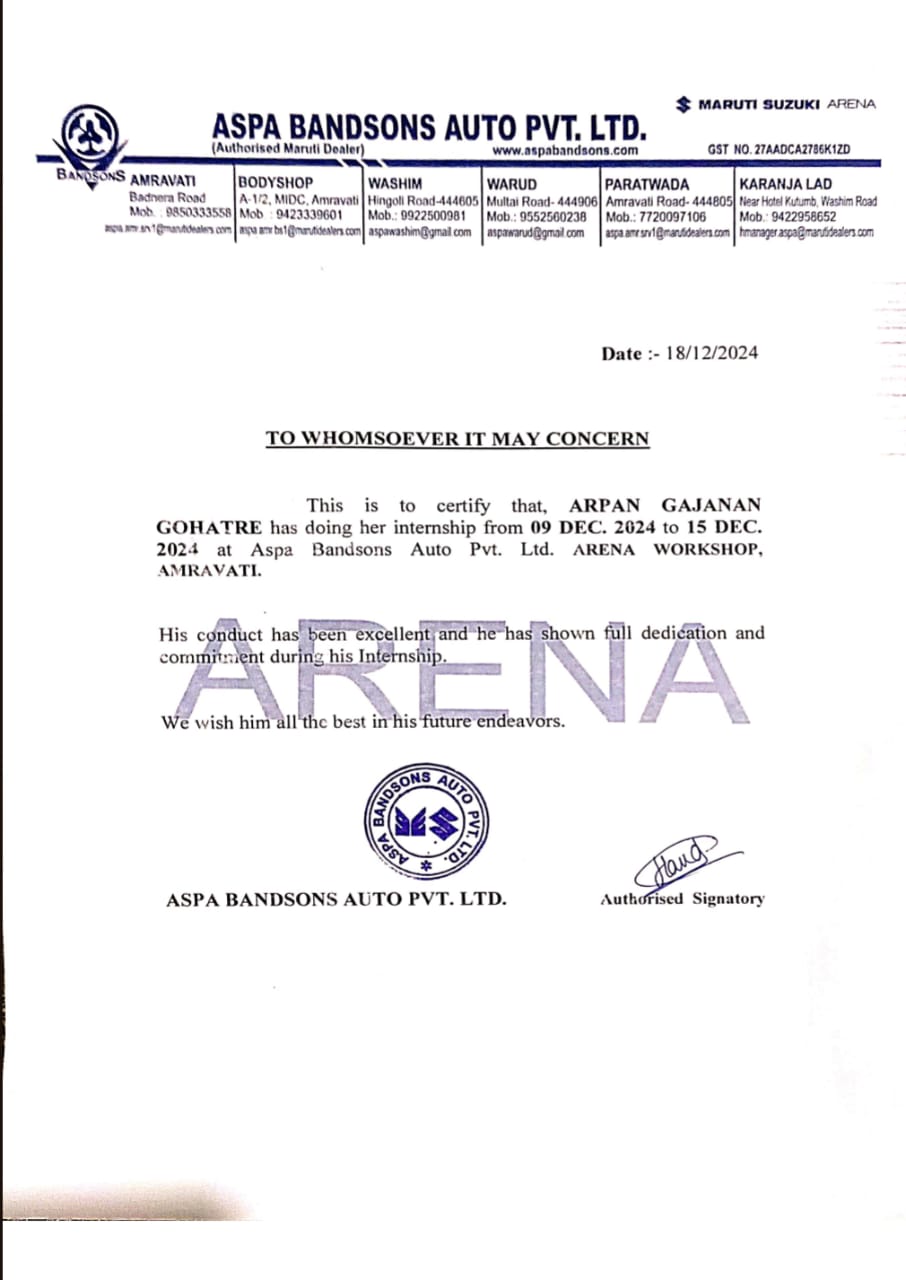 MARUTI SUZUKI ARENA
ASPA BANDSONS AUTO PVT. LTD.
(Authorised Maruti Dealer) www.aspabandsons.com GST NO. 27AADCA2786K1ZD
BANDSONS
AMRAVATI
Badnera Road
Mob. : 9850333558
aspa.amr.srv1@marutidealers.com
BODYSHOP
A-1/2, MIDC, Amravati
Mob : 9423339601
aspa.amr.bs1@marutidealers.com
WASHIM
Hingoli Road-444605
Mob.: 9922500981
aspawashim@gmail.com
WARUD
Multai Road- 444906
Mob.: 9552560238
aspawarud@gmail.com
PARATWADA
Amravati Road- 444805
Mob.: 7720097106
aspa.amr.srv1@marutidealers.com
KARANJA LAD
Near Hotel Kutumb, Washim Road
Mob.: 9422958652
hmanager.aspa@marutidealers.com
Date :- 18/12/2024
TO WHOMSOEVER IT MAY CONCERN
This is to certify that, ARPAN GAJANAN
GOHATRE has doing her internship from 09 DEC. 2024 to 15 DEC.
2024 at Aspa Bandsons Auto Pvt. Ltd. ARENA WORKSHOP,
AMRAVATI.
ARENA
His conduct has been excellent and he has shown full dedication and
commitment during his Internship.
We wish him all the best in his future endeavors.
ASPA BANDSONS AUTO PVT. LTD.
ASPA BANDSONS AUTO PVT. LTD.
Authorised Signatory